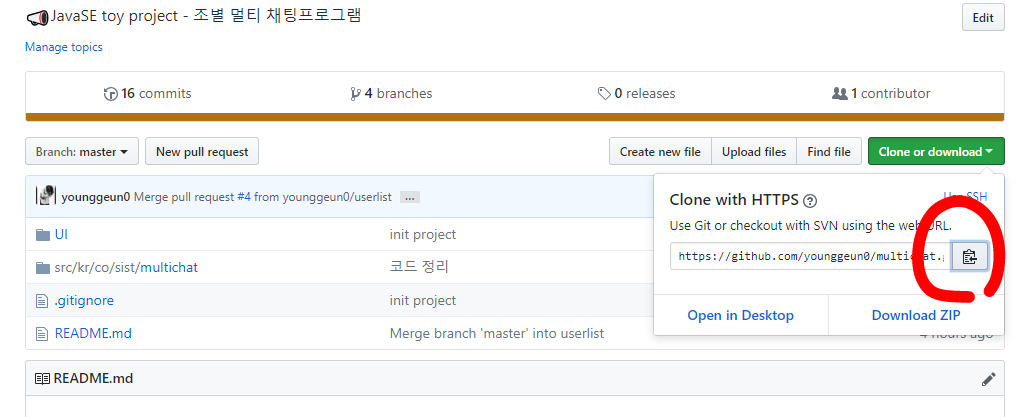 JavaSE toy project - 조별 멀티 채팅프로그램
Edit
Manage topics
16 commits
4 branches
0 releases
1 contributor
Branch: master
New pull request
Create new file
Upload files
Find file
Clone or download
younggeun0 Merge pull request #4 from younggeun0/userlist ...
UI
init project
src/kr/co/sist/multichat
코드 정리
.gitignore
init project
README.md
Merge branch 'master' into userlist
4 hours ago
Clone with HTTPS
Use SSH
Use Git or checkout with SVN using the web URL.
https://github.com/younggeun0/multichat.g
Open in Desktop
Download ZIP
README.md